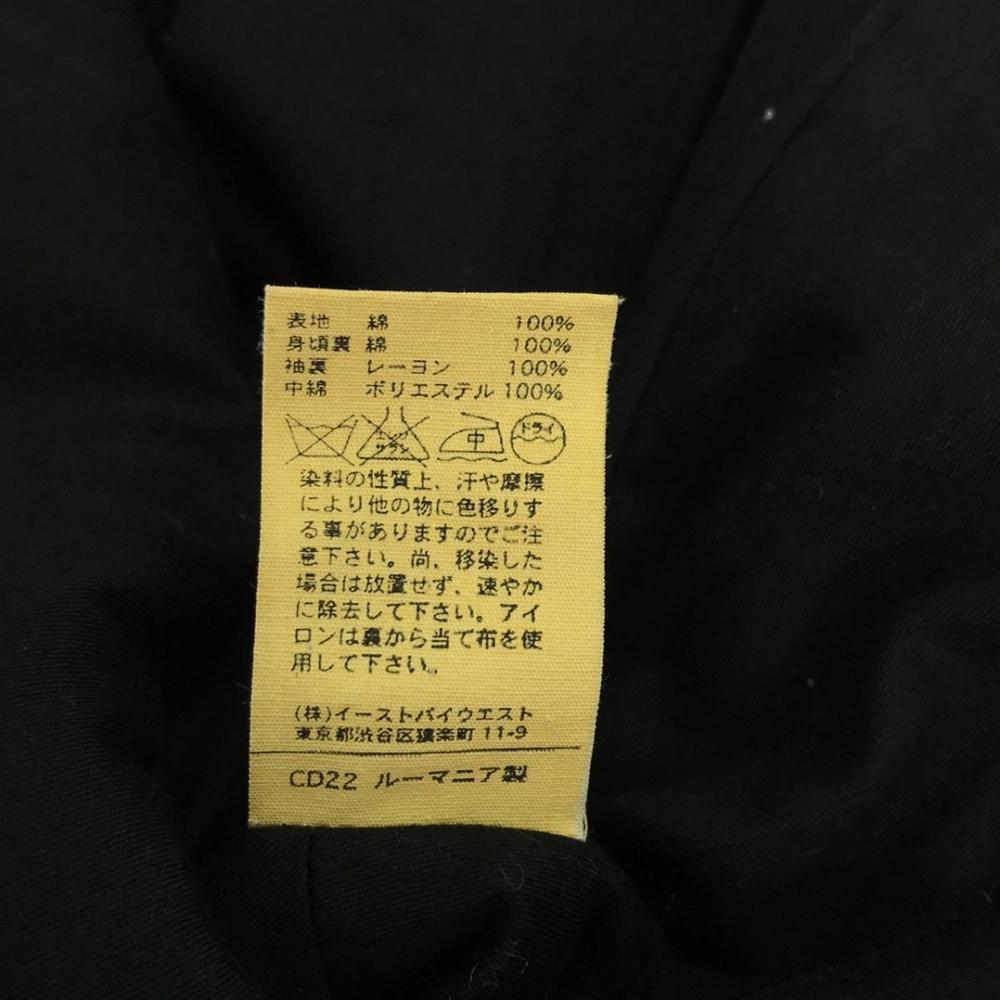 表地 綿 100%
身頃裏 綿 100%
袖裏 レーヨン 100%
中綿 ポリエステル 100%
エンソ サラシ 中 ドライ
染料の性質上、汗や摩擦
により他の物に色移りす
る事がありますのでご注
意下さい。尚、移染した
場合は放置せず、速やか
に除去して下さい。アイ
ロンは裏から当て布を使
用して下さい。
(株)イーストバイウエスト
東京都渋谷区猿楽町 11-9
CD22 ルーマニア製